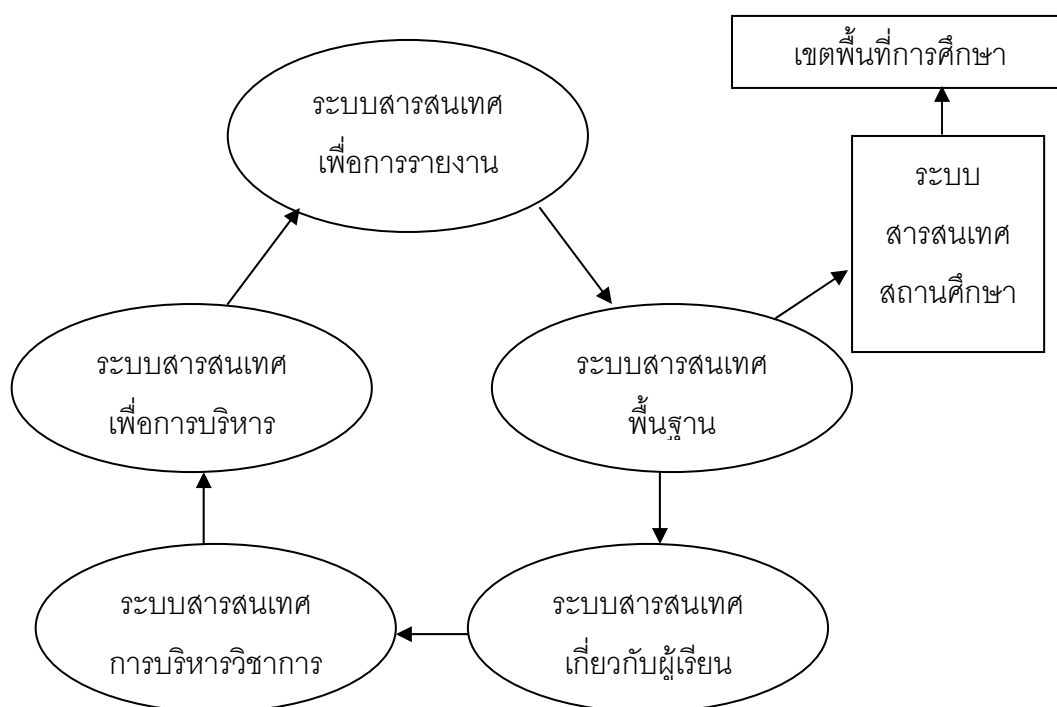 เขตพื้นที่การศึกษา
ระบบสารสนเทศ
เพื่อการรายงาน
ระบบ
สารสนเทศ
สถานศึกษา
ระบบสารสนเทศ
เพื่อการบริหาร
ระบบสารสนเทศ
พื้นฐาน
ระบบสารสนเทศ
การบริหารวิชาการ
ระบบสารสนเทศ
เกี่ยวกับผู้เรียน